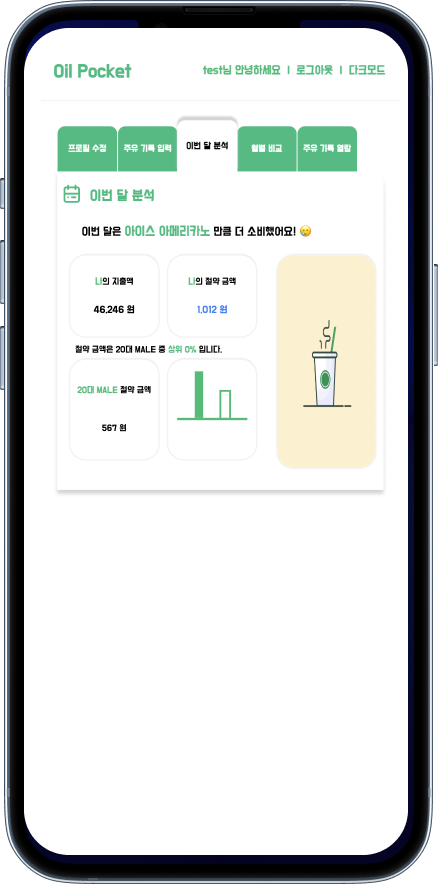 Oil Pocket
test님 안녕하세요 | 로그아웃 | 다크모드
프로필 수정
주유 기록 입력
이번 달 분석
월별 비교
주유 기록 열람
이번 달 분석
이번 달은 아이스 아메리카노 만큼 더 소비했어요! 😢
나의 지출액
46,246 원
나의 절약 금액
1,012 원
절약 금액은 20대 MALE 중 상위 0% 입니다.
20대 MALE 절약 금액
567 원